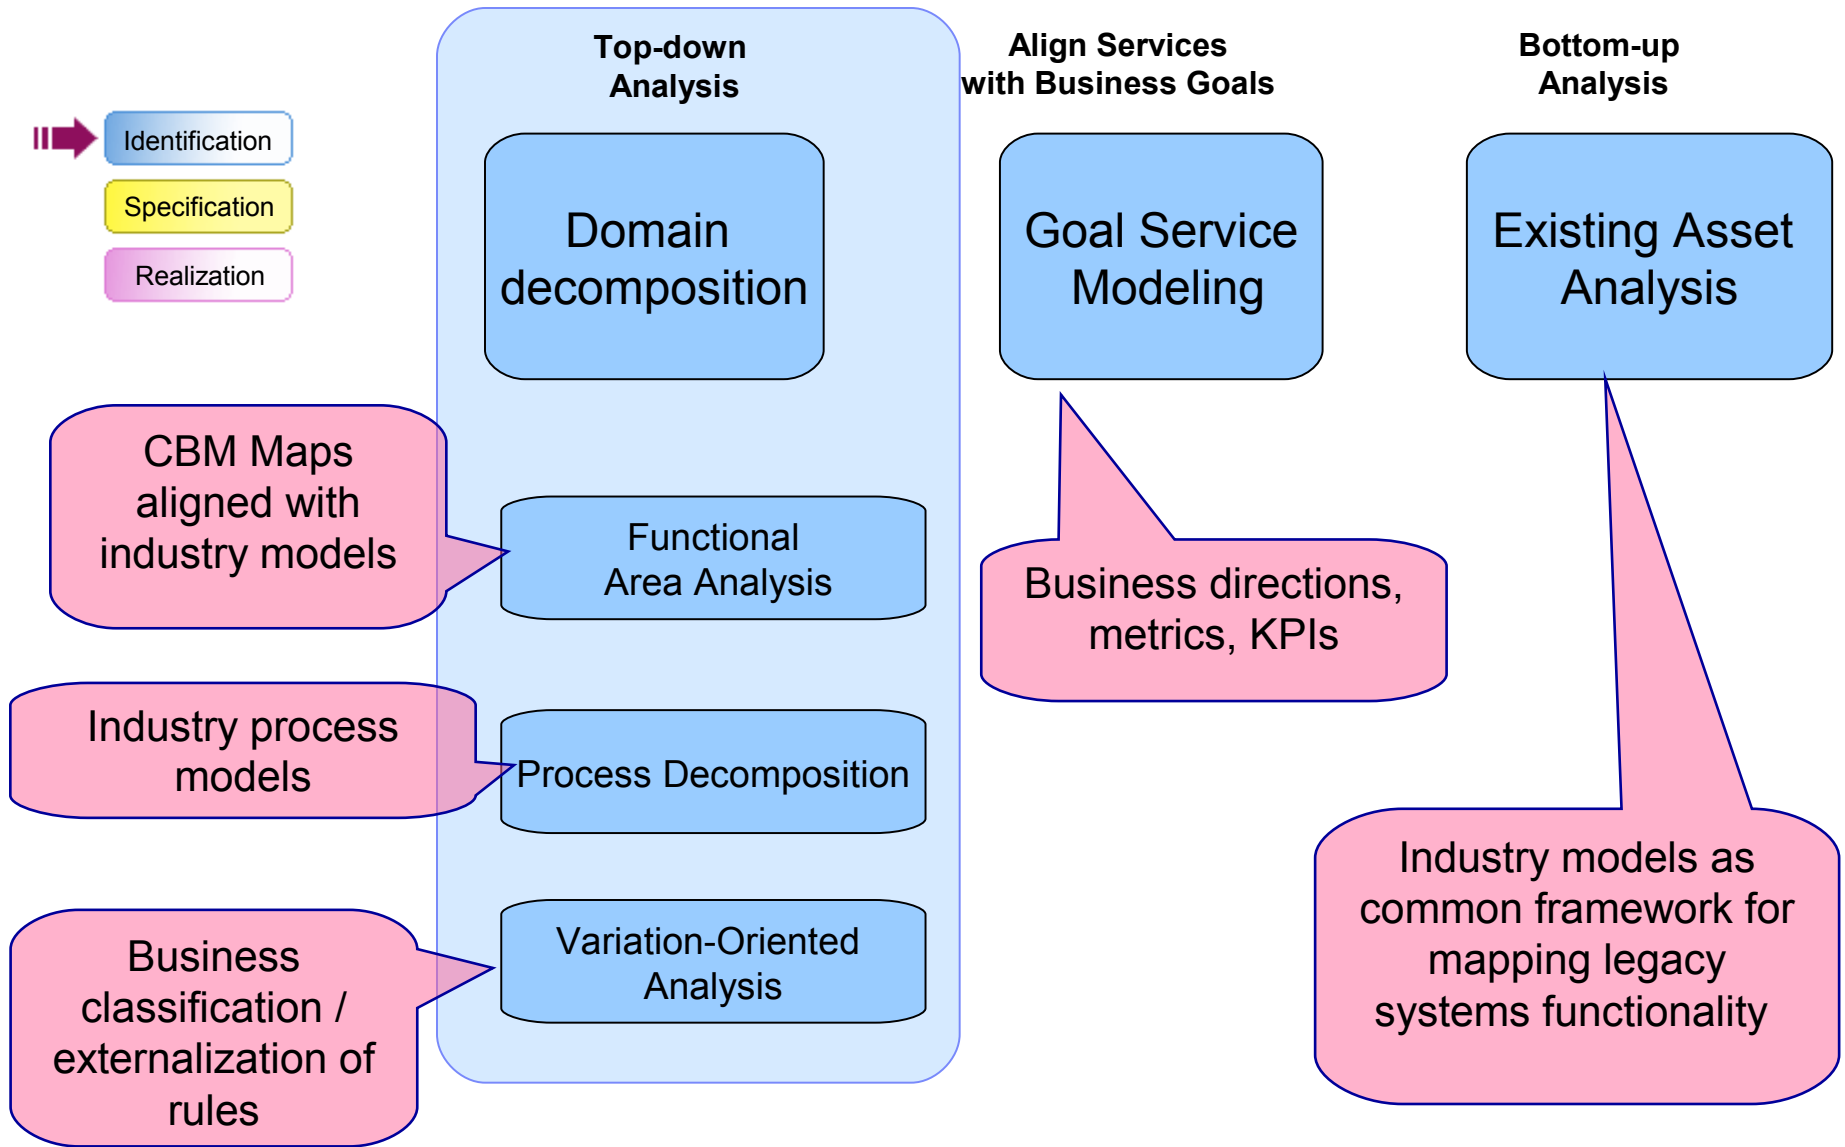 Top-down
Analysis
Align Services
with Business Goals
Bottom-up
Analysis
Identification
Specification
Realization
Domain
decomposition
Goal Service
Modeling
Existing Asset
Analysis
CBM Maps
aligned with
industry models
Functional
Area Analysis
Business directions,
metrics, KPIs
Industry process
models
Process Decomposition
Industry models as
common framework for
mapping legacy
systems functionality
Business
classification /
externalization of
rules
Variation-Oriented
Analysis